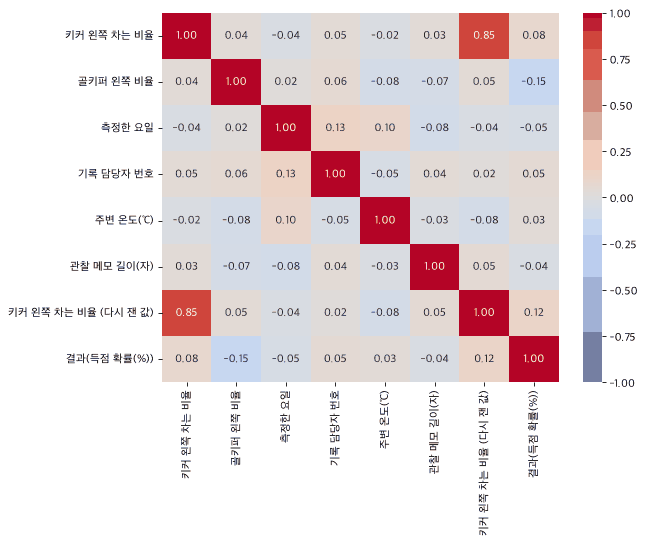 키커 왼쪽 차는 비율 1.00 0.04 −0.04 0.05 −0.02 0.03 0.85 0.08
골키퍼 왼쪽 비율 0.04 1.00 0.02 0.06 −0.08 −0.07 0.05 −0.15
측정한 요일 −0.04 0.02 1.00 0.13 0.10 −0.08 −0.04 −0.05
기록 담당자 번호 0.05 0.06 0.13 1.00 −0.05 0.04 0.02 0.05
주변 온도(℃) −0.02 −0.08 0.10 −0.05 1.00 −0.03 −0.08 0.03
관찰 메모 길이(자) 0.03 −0.07 −0.08 0.04 −0.03 1.00 0.05 −0.04
키커 왼쪽 차는 비율 (다시 잰 값) 0.85 0.05 −0.04 0.02 −0.08 0.05 1.00 0.12
결과(득점 확률(%)) 0.08 −0.15 −0.05 0.05 0.03 −0.04 0.12 1.00
키커 왼쪽 차는 비율
골키퍼 왼쪽 비율
측정한 요일
기록 담당자 번호
주변 온도(℃)
관찰 메모 길이(자)
키커 왼쪽 차는 비율 (다시 잰 값)
결과(득점 확률(%))
1.00
0.75
0.50
0.25
0.00
−0.25
−0.50
−0.75
−1.00